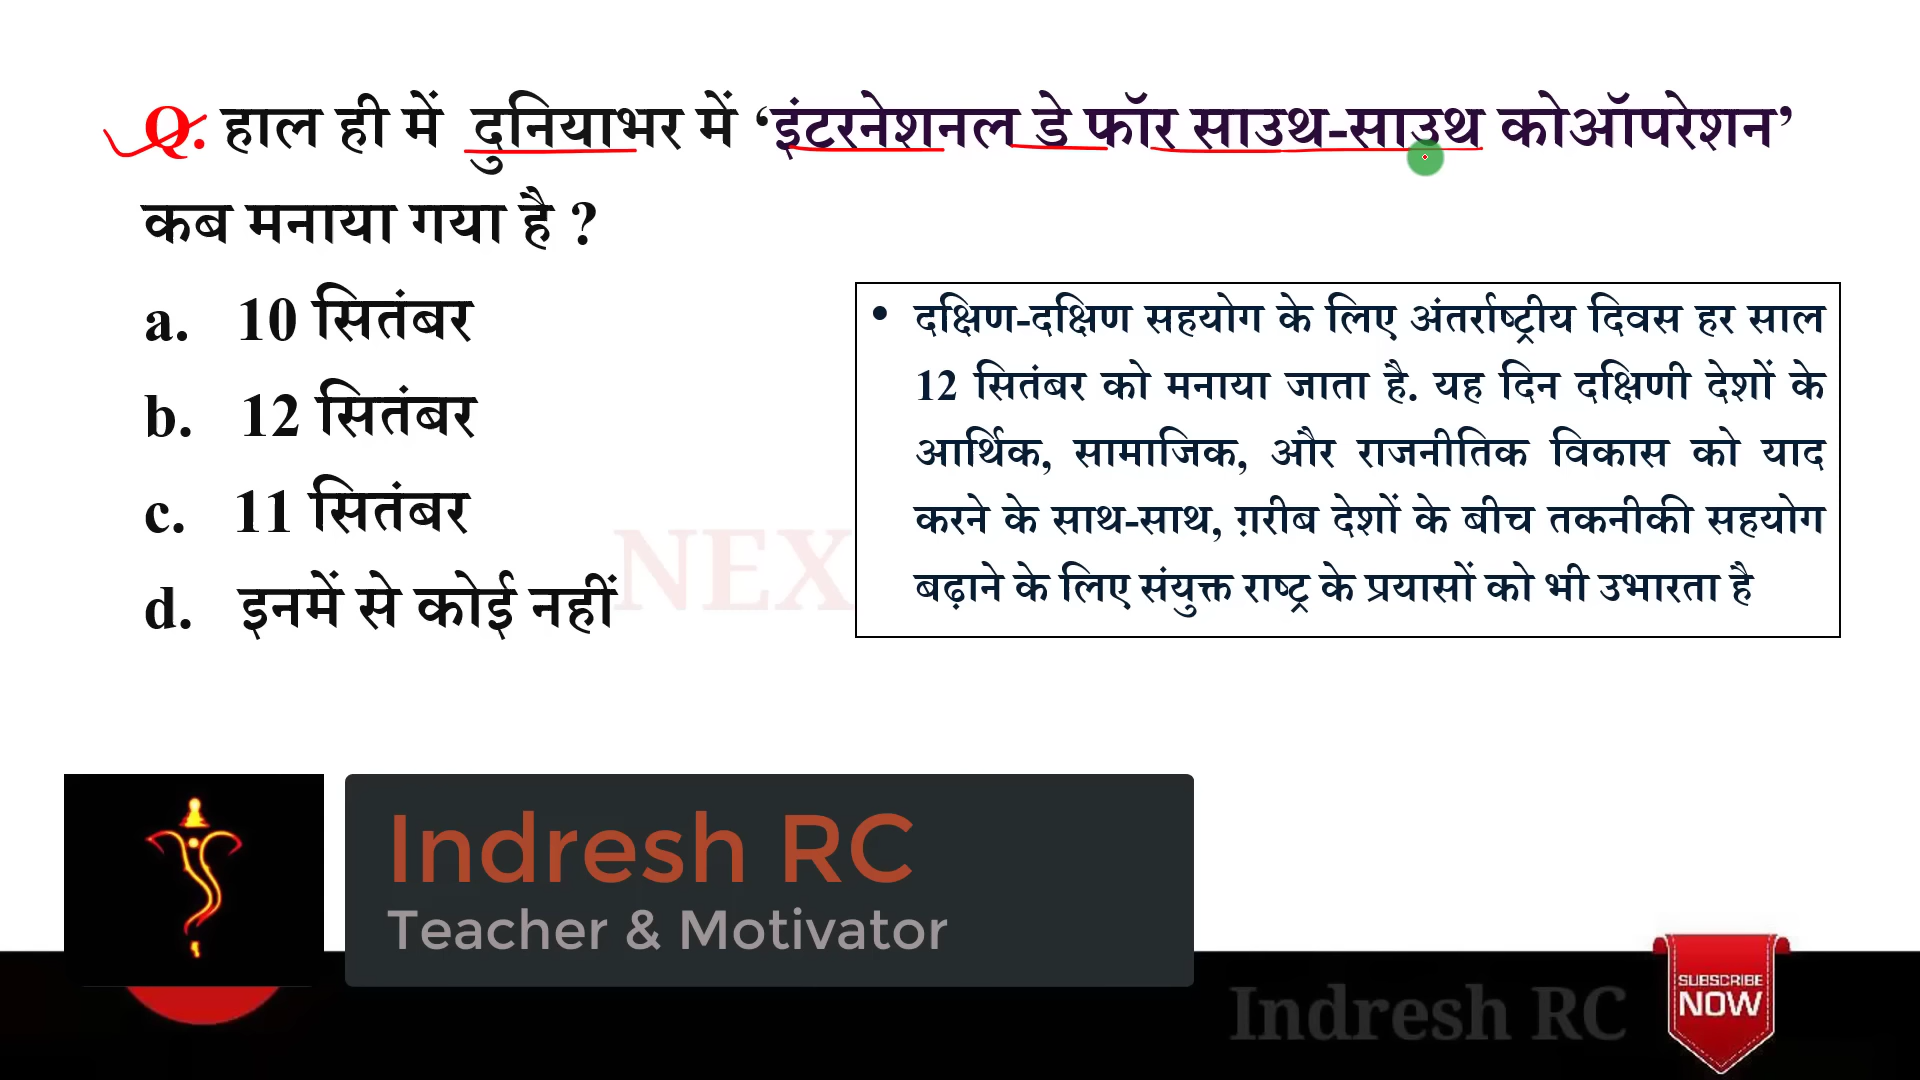 Q. हाल ही में दुनियाभर में ‘इंटरनेशनल डे फॉर साउथ-साउथ कोऑपरेशन’
कब मनाया गया है ?
a. 10 सितंबर
b. 12 सितंबर
c. 11 सितंबर
d. इनमें से कोई नहीं
• दक्षिण-दक्षिण सहयोग के लिए अंतर्राष्ट्रीय दिवस हर साल
12 सितंबर को मनाया जाता है. यह दिन दक्षिणी देशों के
आर्थिक, सामाजिक, और राजनीतिक विकास को याद
करने के साथ-साथ, ग़रीब देशों के बीच तकनीकी सहयोग
बढ़ाने के लिए संयुक्त राष्ट्र के प्रयासों को भी उभारता है
NEX
Indresh RC
Teacher & Motivator
Indresh RC
SUBSCRIBE
NOW